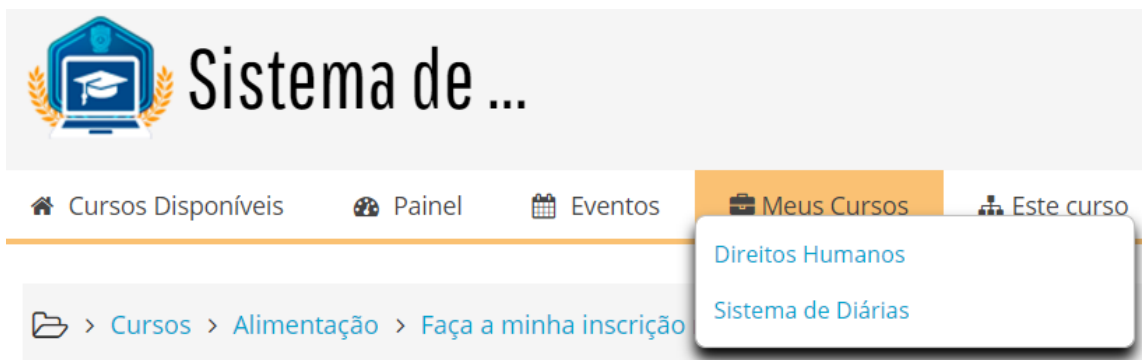 Sistema de ...
Cursos Disponíveis Painel Eventos Meus Cursos Este curso
Direitos Humanos
Sistema de Diárias
> Cursos > Alimentação > Faça a minha inscrição